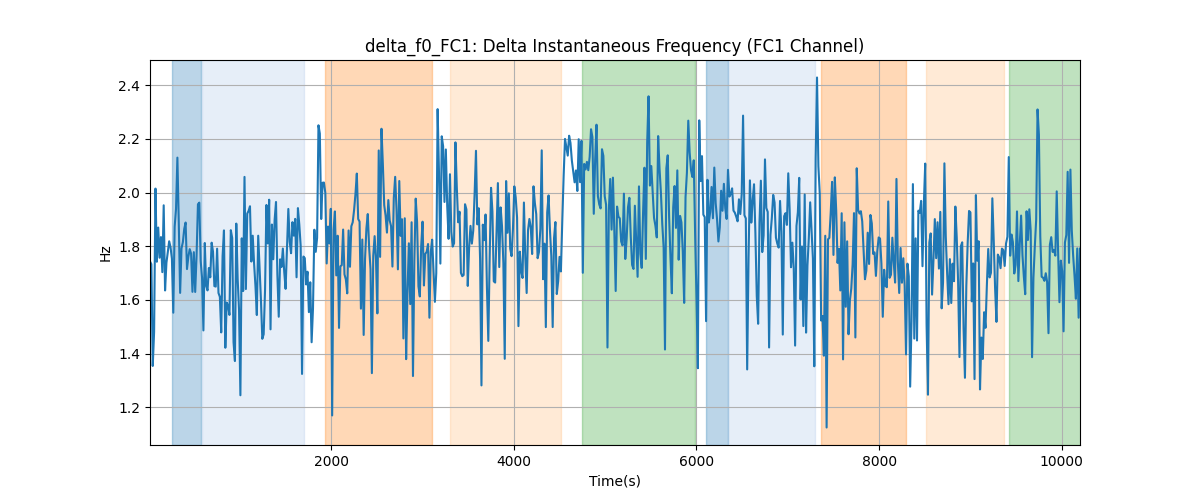 delta_f0_FC1: Delta Instantaneous Frequency (FC1 Channel)
2.4
2.2
2.0
1.8
1.6
1.4
1.2
Hz
2000 4000 6000 8000 10000
Time(s)